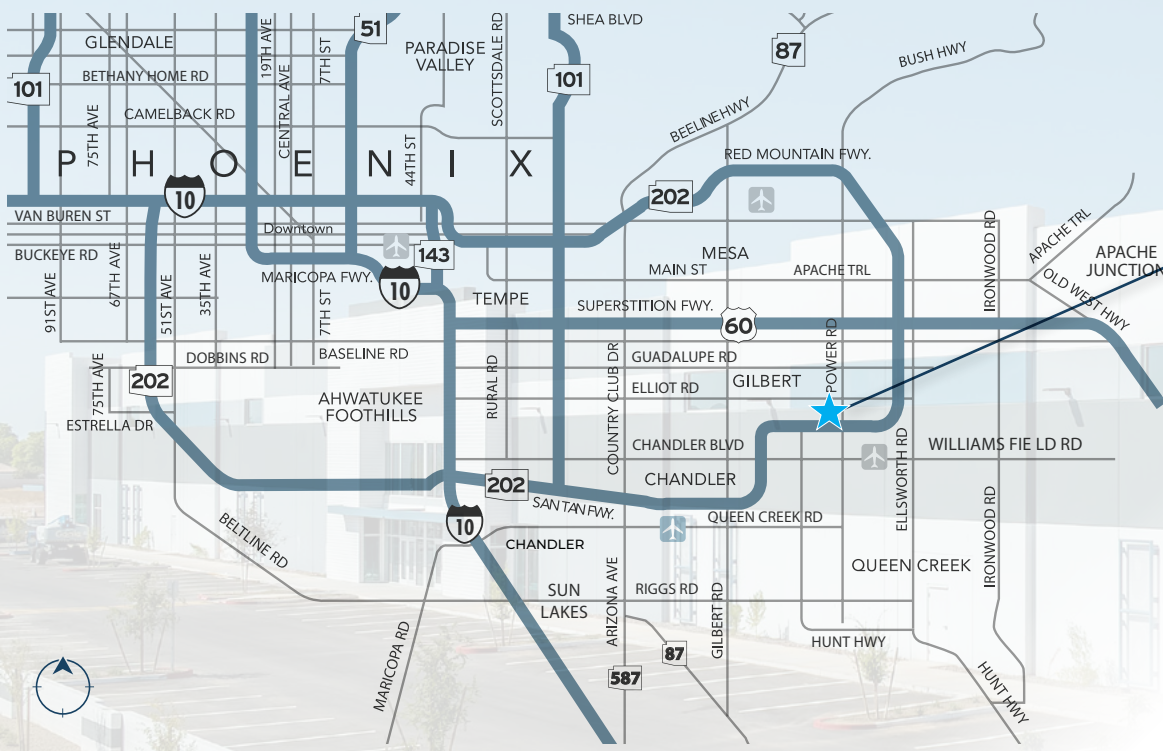 SHEA BLVD
51
87
GLENDALE
19TH AVE
7TH ST
PARADISE
VALLEY
SCOTTSDALE RD
BUSH HWY
101
BETHANY HOME RD
101
CENTRAL AVE
75TH AVE
CAMELBACK RD
BEELINE HWY
PHOENIX
44TH ST
RED MOUNTAIN FWY.
10
202
VAN BUREN ST
Downtown
IRONWOOD RD
APACHE TRL
BUCKEYE RD
143
MESA
APACHE
JUNCTION
MARICOPA FWY.
10
MAIN ST
APACHE TRL
OLD WEST HWY
91ST AVE
67TH AVE
51ST AVE
35TH AVE
7TH ST
TEMPE
SUPERSTITION FWY.
60
DOBBINS RD
BASELINE RD
GUADALUPE RD
POWER RD
75TH AVE
202
RURAL RD
COUNTRY CLUB DR
ELLIOT RD
GILBERT
AHWATUKEE
FOOTHILLS
ESTRELLA DR
CHANDLER BLVD
WILLIAMS FIE LD RD
ELLSWORTH RD
202
CHANDLER
SAN TAN FWY.
QUEEN CREEK RD
IRONWOOD RD
10
BELTLINE RD
CHANDLER
QUEEN CREEK
SUN
LAKES
ARIZONA AVE
RIGGS RD
GILBERT RD
MARICOPA RD
HUNT HWY
87
587
HUNT HWY